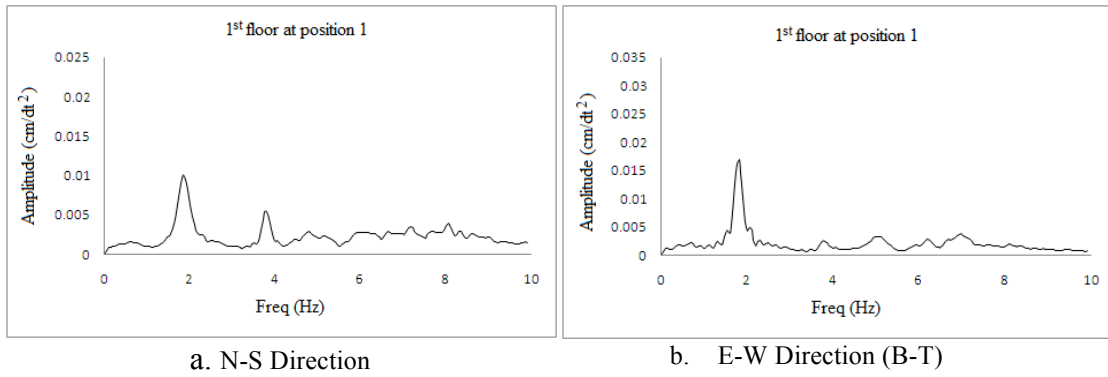 1st floor at position 1
0.025
0.02
0.015
0.01
0.005
0
Amplitude (cm/dt2)
0 2 4 6 8 10
Freq (Hz)
a. N-S Direction
1st floor at position 1
0.035
0.03
0.025
0.02
0.015
0.01
0.005
0
Amplitude (cm/dt2)
0 2 4 6 8 10
Freq (Hz)
b. E-W Direction (B-T)